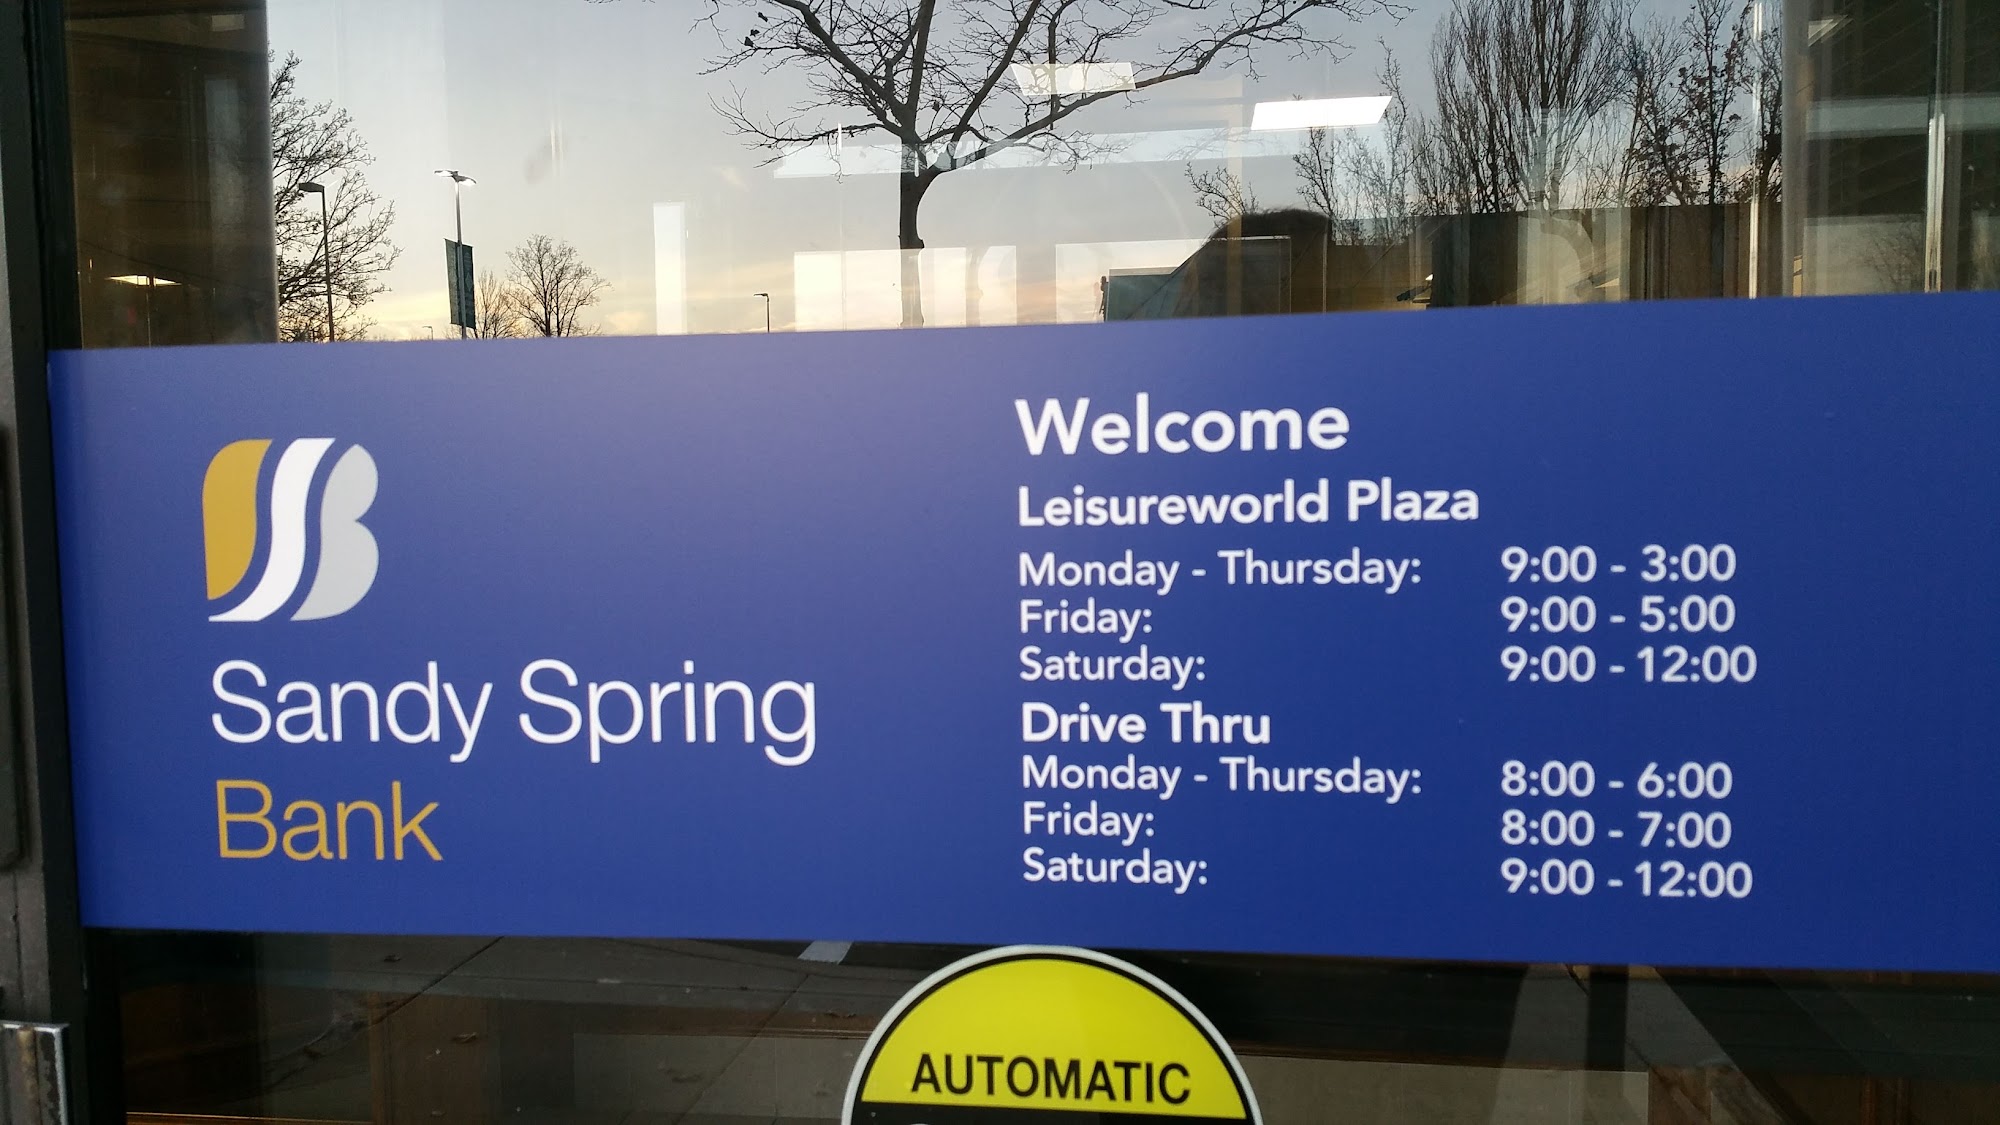 Sandy Spring
Bank
Welcome
Leisureworld Plaza
Monday - Thursday: 9:00 - 3:00
Friday: 9:00 - 5:00
Saturday: 9:00 - 12:00
Drive Thru
Monday - Thursday: 8:00 - 6:00
Friday: 8:00 - 7:00
Saturday: 9:00 - 12:00
AUTOMATIC